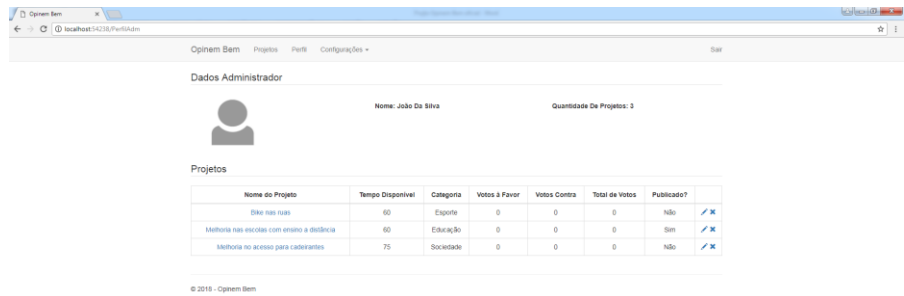 Opinem Bem
localhost:54238/PerfilAdm
Opinem Bem Projetos Perfil Configurações Sair
Dados Administrador
Nome: João Da Silva Quantidade De Projetos: 3
Projetos
Nome do Projeto Tempo Disponível Categoria Votos à Favor Votos Contra Total de Votos Publicado?
Bike nas ruas 60 Esporte 0 0 0 Não
Melhoria nas escolas com ensino a distância 60 Educação 0 0 0 Sim
Melhoria no acesso para cadeirantes 75 Sociedade 0 0 0 Não
© 2018 - Opinem Bem